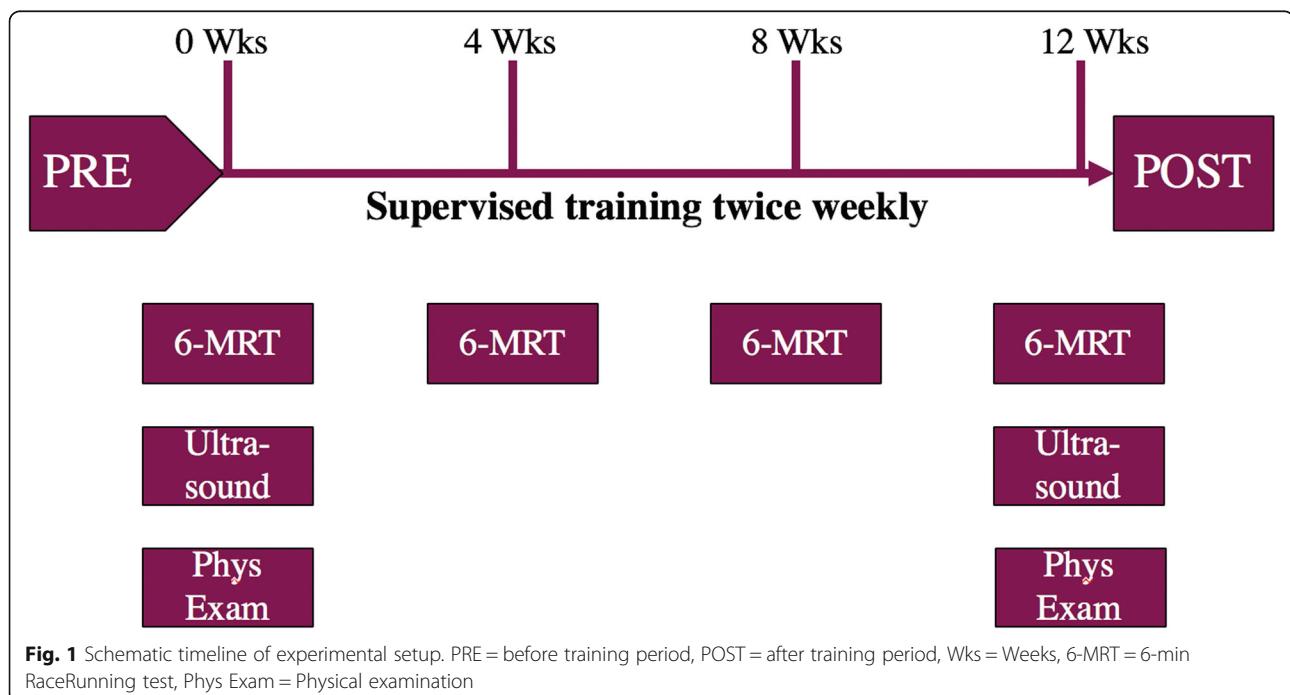 0 Wks 4 Wks 8 Wks 12 Wks
PRE POST
Supervised training twice weekly
6-MRT 6-MRT 6-MRT 6-MRT
Ultra- Ultra-
sound sound
Phys Phys
Exam Exam
Fig. 1 Schematic timeline of experimental setup. PRE = before training period, POST = after training period, Wks = Weeks, 6-MRT = 6-min
RaceRunning test, Phys Exam = Physical examination